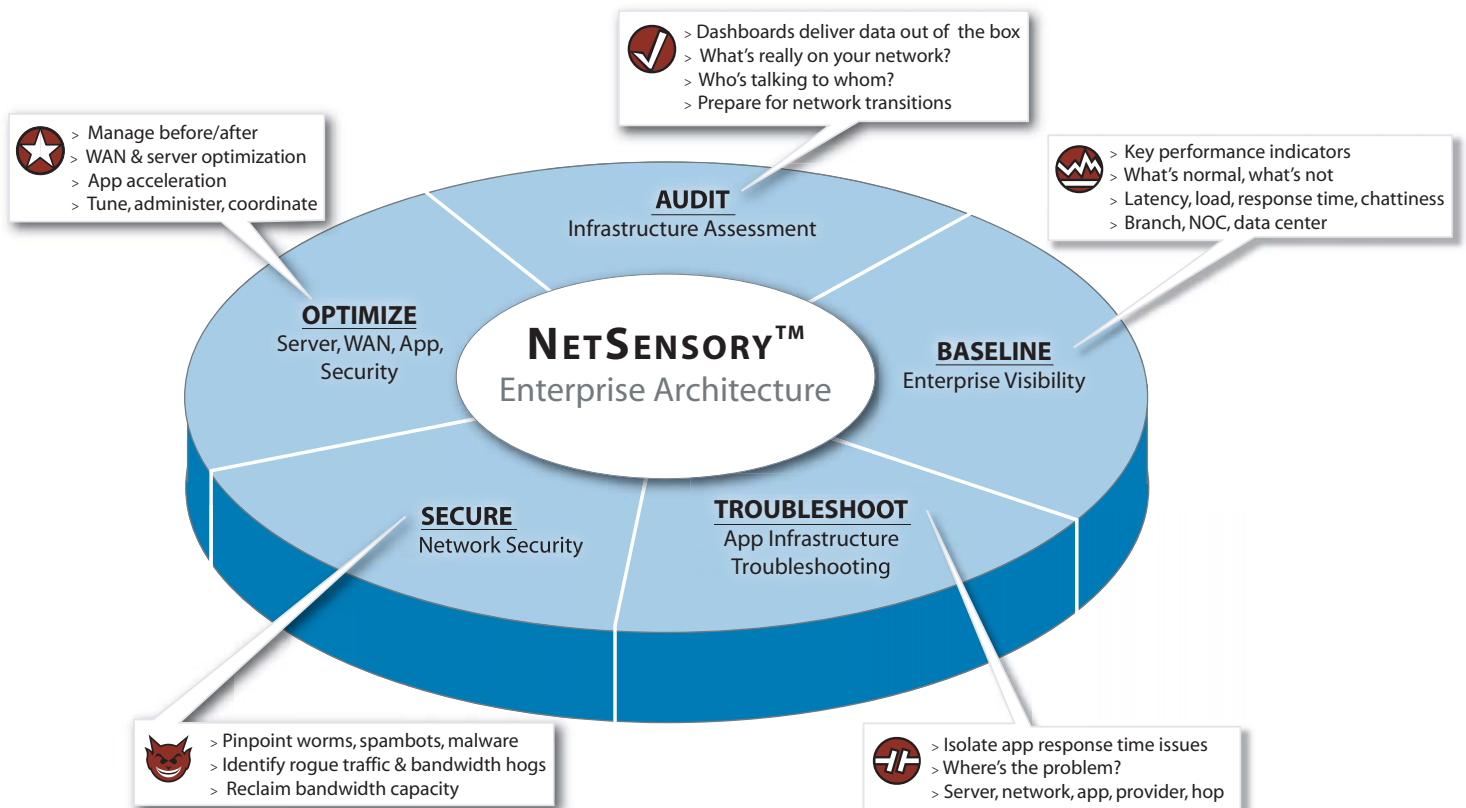 > Dashboards deliver data out of the box
> What's really on your network?
> Who's talking to whom?
> Prepare for network transitions
> Manage before/after
> WAN & server optimization
> App acceleration
> Tune, administer, coordinate
> Key performance indicators
> What's normal, what's not
> Latency, load, response time, chattiness
> Branch, NOC, data center
AUDIT
Infrastructure Assessment
OPTIMIZE
Server, WAN, App,
Security
NETSENSORY™
Enterprise Architecture
BASELINE
Enterprise Visibility
SECURE
Network Security
TROUBLESHOOT
App Infrastructure
Troubleshooting
> Pinpoint worms, spambots, malware
> Identify rogue traffic & bandwidth hogs
> Reclaim bandwidth capacity
> Isolate app response time issues
> Where's the problem?
> Server, network, app, provider, hop